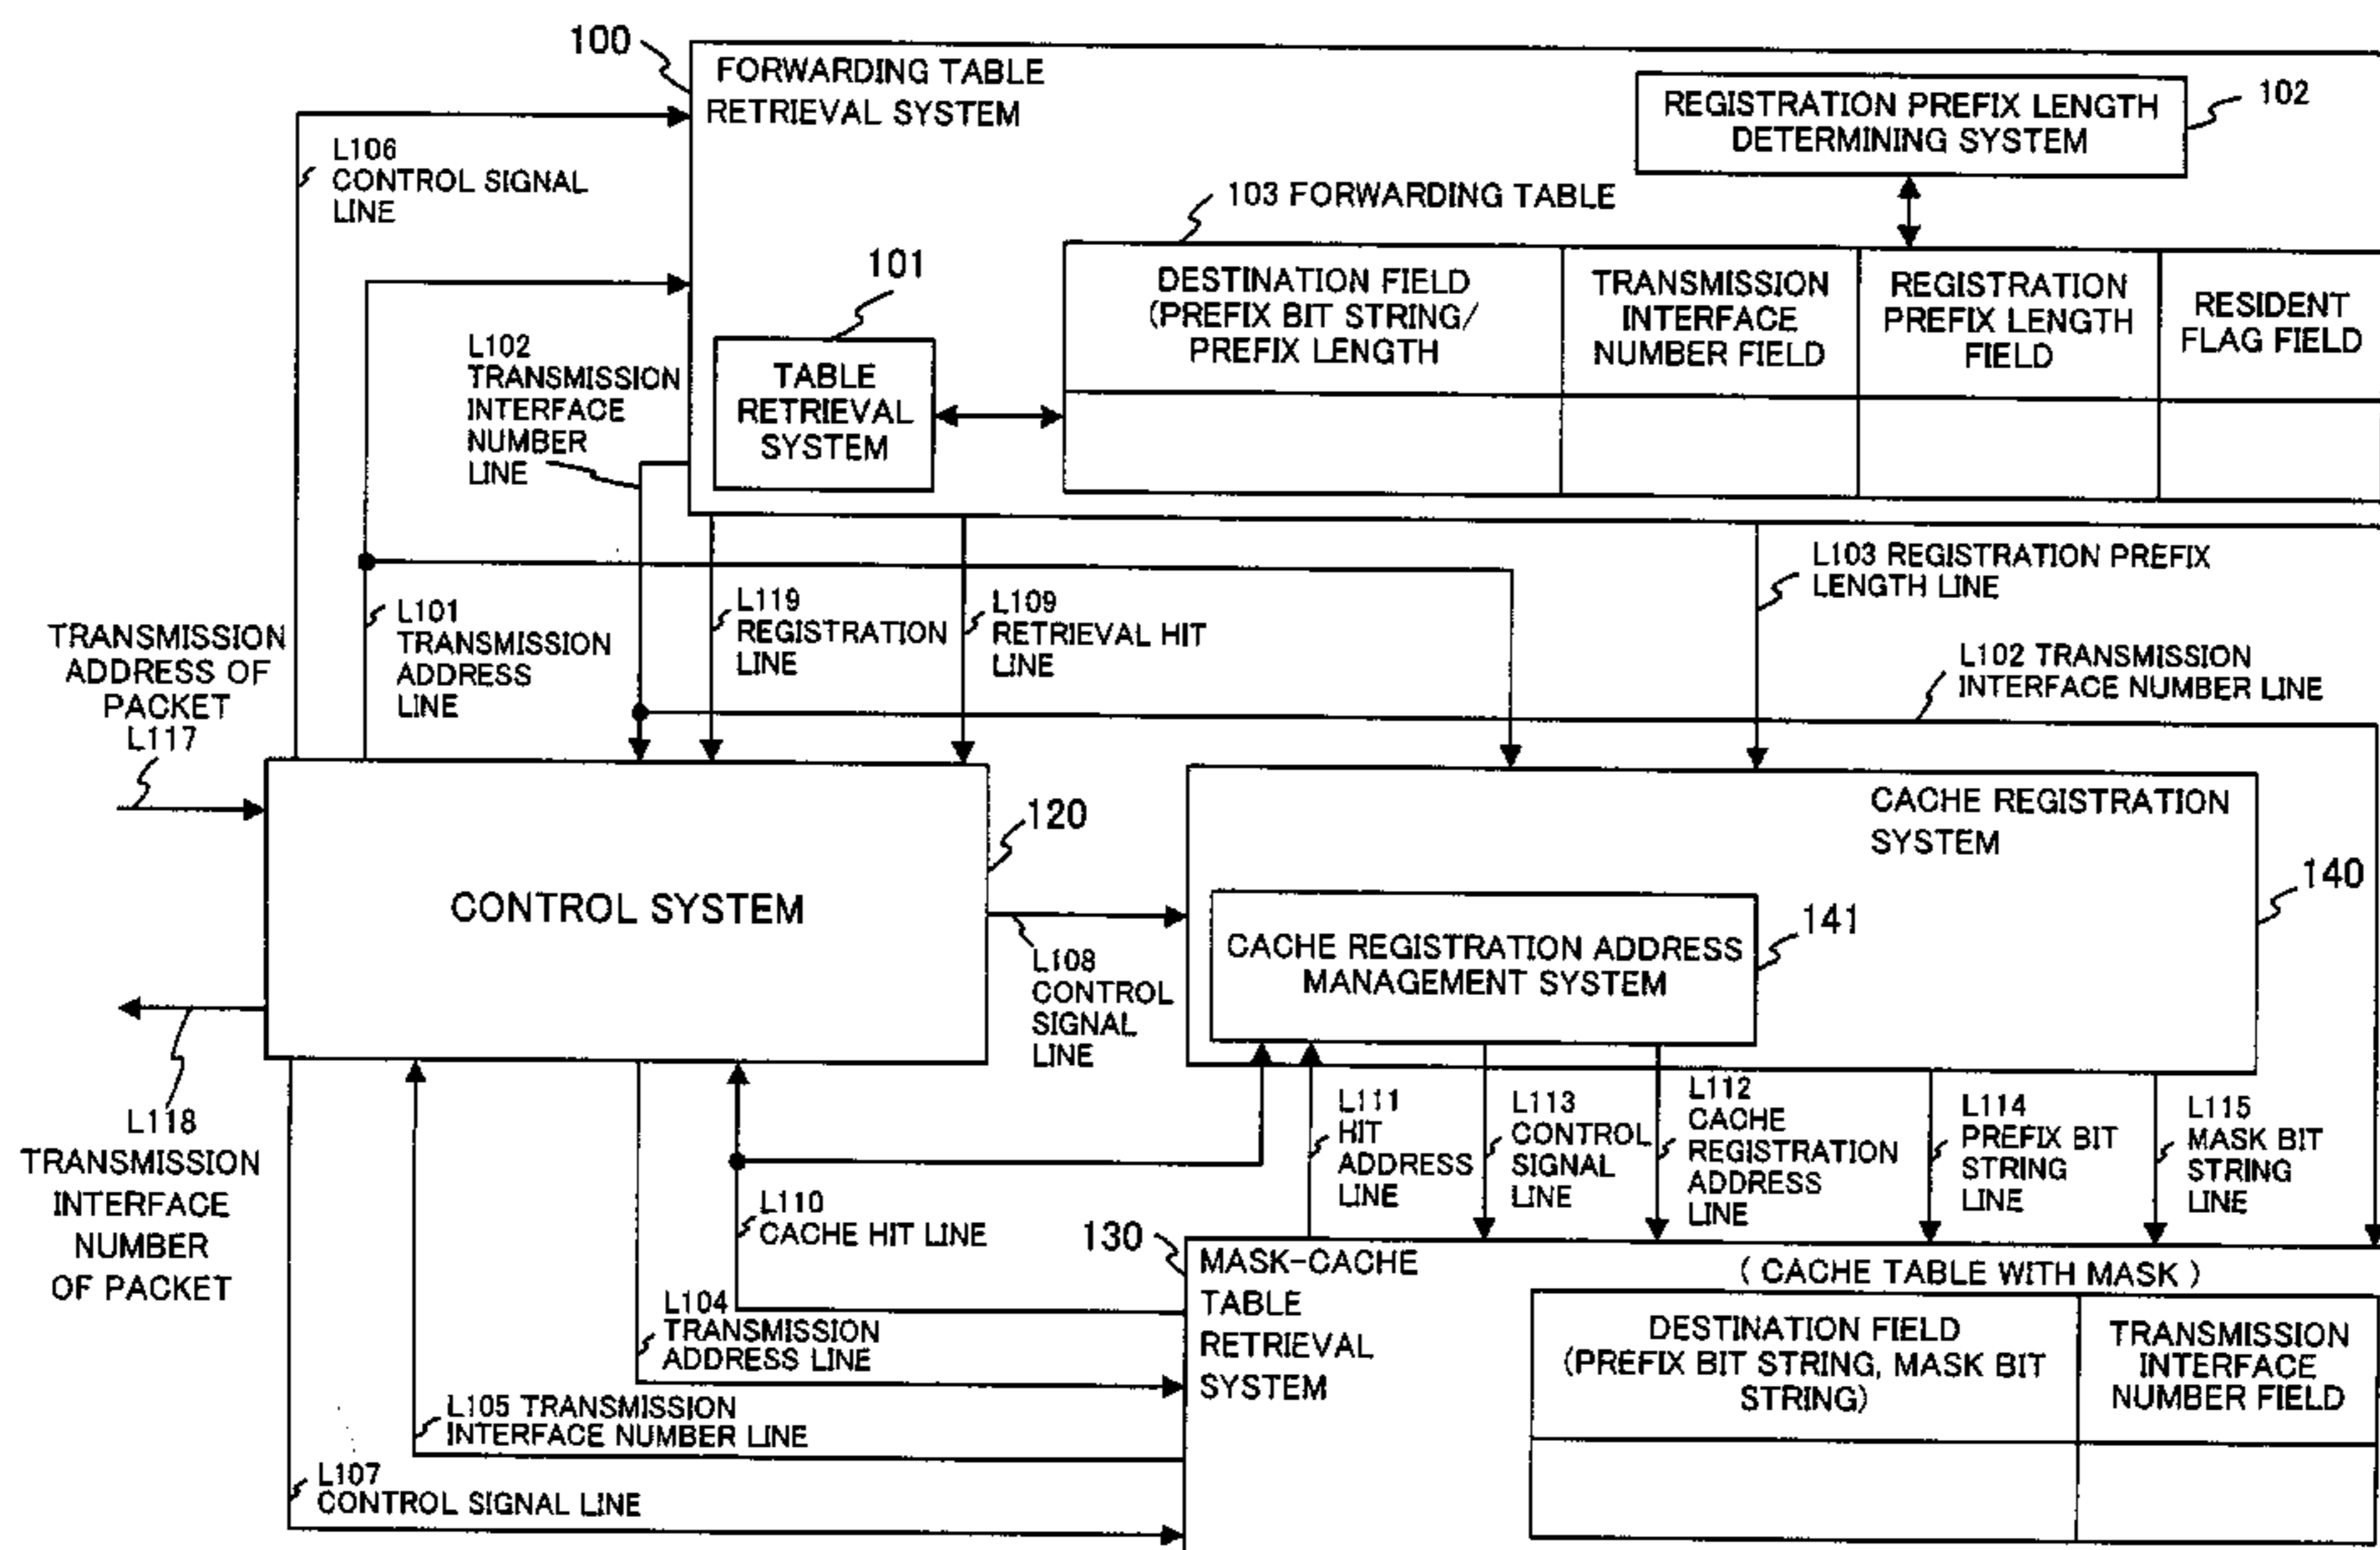 100
FORWARDING TABLE
RETRIEVAL SYSTEM
REGISTRATION PREFIX LENGTH
DETERMINING SYSTEM
102
L106
CONTROL SIGNAL
LINE
103 FORWARDING TABLE
101
DESTINATION FIELD
(PREFIX BIT STRING/
PREFIX LENGTH
TRANSMISSION
INTERFACE
NUMBER FIELD
REGISTRATION
PREFIX LENGTH
FIELD
RESIDENT
FLAG FIELD
L102
TRANSMISSION
INTERFACE
NUMBER
LINE
TABLE
RETRIEVAL
SYSTEM
L103 REGISTRATION PREFIX
LENGTH LINE
L101
TRANSMISSION
ADDRESS
LINE
L119
REGISTRATION
LINE
L109
RETRIEVAL HIT
LINE
TRANSMISSION
ADDRESS OF
PACKET
L117
L102 TRANSMISSION
INTERFACE NUMBER LINE
CONTROL SYSTEM
120
CACHE REGISTRATION
SYSTEM
140
CACHE REGISTRATION ADDRESS
MANAGEMENT SYSTEM
141
L108
CONTROL
SIGNAL
LINE
L118
TRANSMISSION
INTERFACE
NUMBER
OF PACKET
L111
HIT
ADDRESS
LINE
L113
CONTROL
SIGNAL
LINE
L112
CACHE
REGISTRATION
ADDRESS
LINE
L114
PREFIX BIT
STRING
LINE
L115
MASK BIT
STRING
LINE
L110
CACHE HIT LINE
130
MASK-CACHE
TABLE
RETRIEVAL
SYSTEM
( CACHE TABLE WITH MASK )
DESTINATION FIELD
(PREFIX BIT STRING, MASK BIT
STRING)
TRANSMISSION
INTERFACE
NUMBER FIELD
L104
TRANSMISSION
ADDRESS LINE
L105 TRANSMISSION
INTERFACE NUMBER LINE
L107
CONTROL SIGNAL LINE